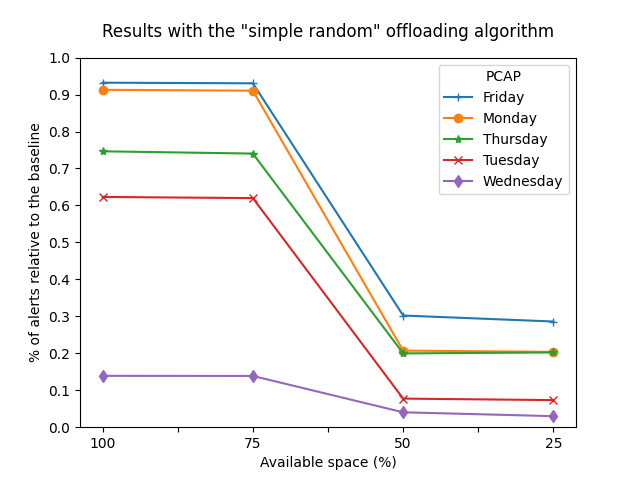 Results with the "simple random" offloading algorithm
% of alerts relative to the baseline
1.0
0.9
0.8
0.7
0.6
0.5
0.4
0.3
0.2
0.1
0.0
PCAP
Friday
Monday
Thursday
Tuesday
Wednesday
100 75 50 25
Available space (%)